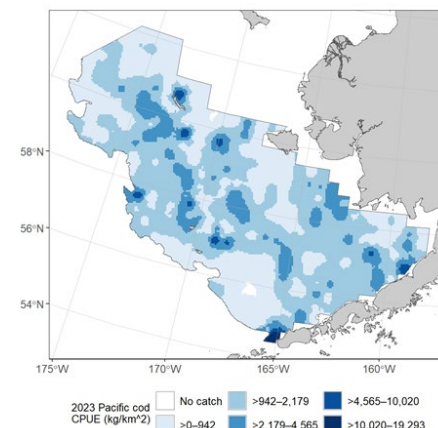 58°N
56°N
54°N
175°W 170°W 165°W 160°W
2023 Pacific cod
CPUE (kg/km^2)
No catch >942–2,179 >4,565–10,020
>0–942 >2,179–4,565 >10,020–19,293